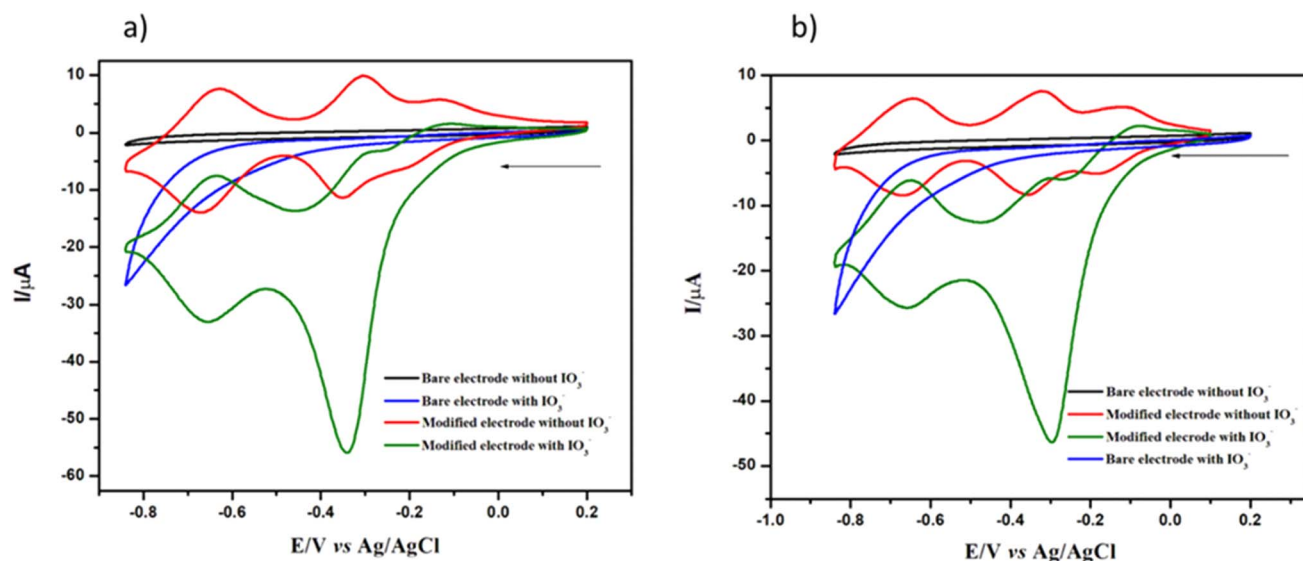 a)
10
0
-10
-20
-30
-40
-50
-60
I/μA
-0.8 -0.6 -0.4 -0.2 0.0 0.2
E/V vs Ag/AgCl
Bare electrode without IO3-
Bare electrode with IO3-
Modified electrode without IO3-
Modified electrode with IO3-
b)
10
0
-10
-20
-30
-40
-50
I/μA
-1.0 -0.8 -0.6 -0.4 -0.2 0.0 0.2
E/V vs Ag/AgCl
Bare electrode without IO3-
Modified electrode without IO3-
Modified elecrode with IO3-
Bare electrode with IO3-